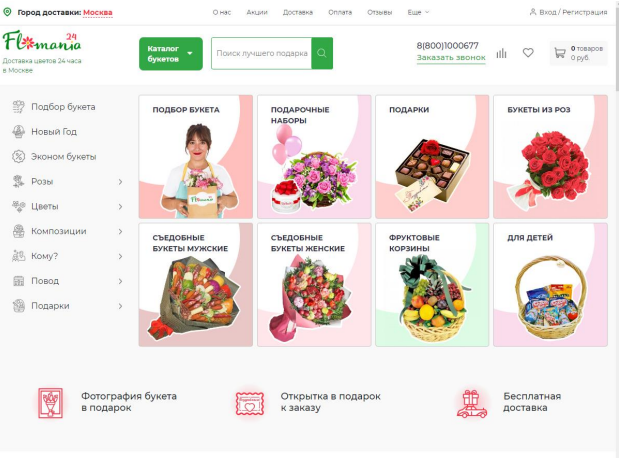 Город доставки: Москва
О нас Акции Доставка Оплата Отзывы Еще
Вход / Регистрация
Flomania 24
Доставка цветов 24 часа
в Москве
Каталог
букетов
Поиск лучшего подарка
8(800)1000677
Заказать звонок
0 товаров
0 руб.
Подбор букета
Новый Год
Эконом букеты
Розы
Цветы
Композиции
Кому?
Повод
Подарки
ПОДБОР БУКЕТА
Flomania
ПОДАРОЧНЫЕ
НАБОРЫ
ПОДАРКИ
БУКЕТЫ ИЗ РОЗ
СЪЕДОБНЫЕ
БУКЕТЫ МУЖСКИЕ
СЪЕДОБНЫЕ
БУКЕТЫ ЖЕНСКИЕ
ФРУКТОВЫЕ
КОРЗИНЫ
ДЛЯ ДЕТЕЙ
Фотография букета
в подарок
Открытка в подарок
к заказу
Бесплатная
доставка